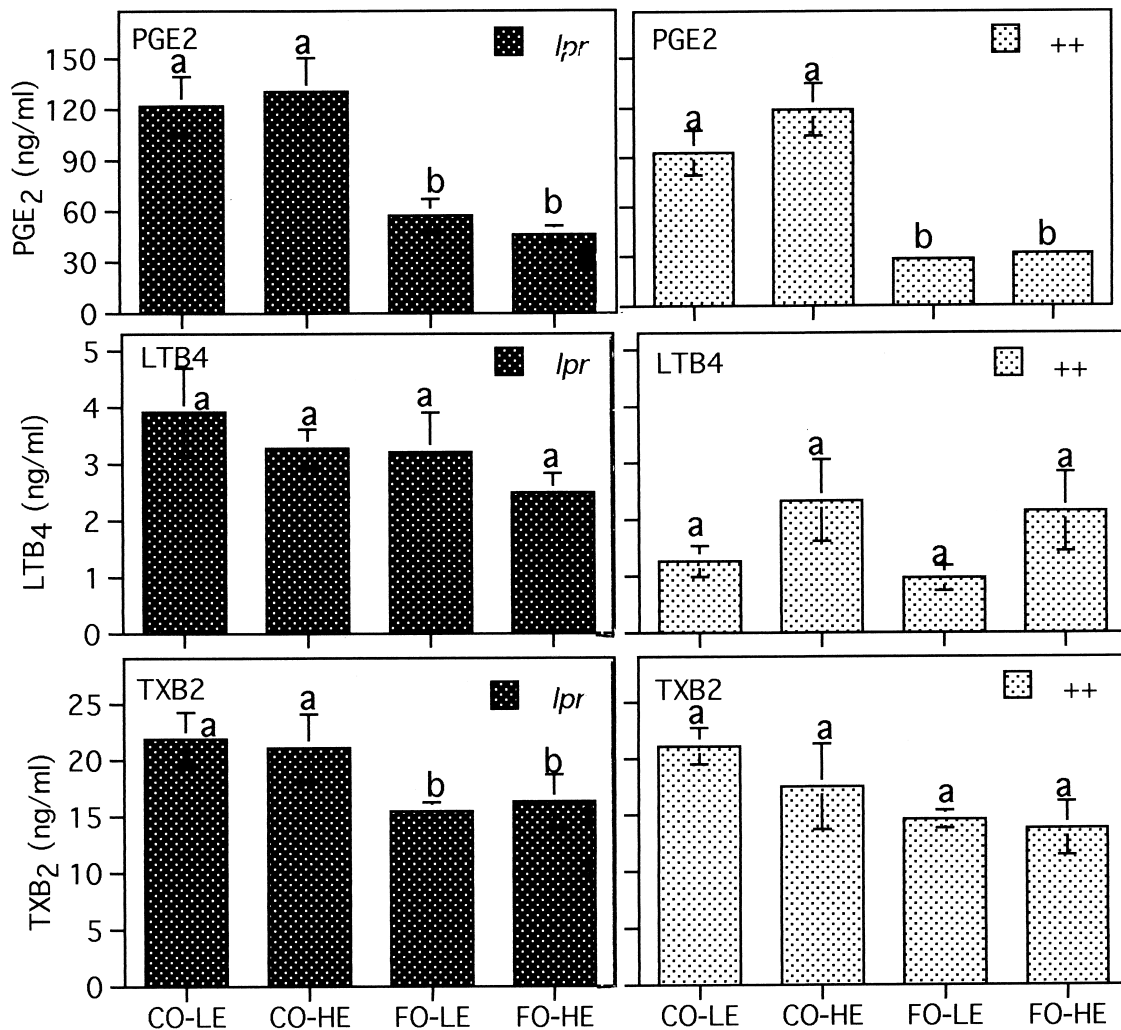 PGE2 lpr
a a b b
150
120
90
60
30
0
PGE2 (ng/ml)
PGE2 ++
a a b b
LTB4 lpr
a a a a
5
4
3
2
1
0
LTB4 (ng/ml)
LTB4 ++
a a a a
TXB2 lpr
a a b b
25
20
15
10
5
0
TXB2 (ng/ml)
CO-LE CO-HE FO-LE FO-HE
TXB2 ++
a a a a
CO-LE CO-HE FO-LE FO-HE